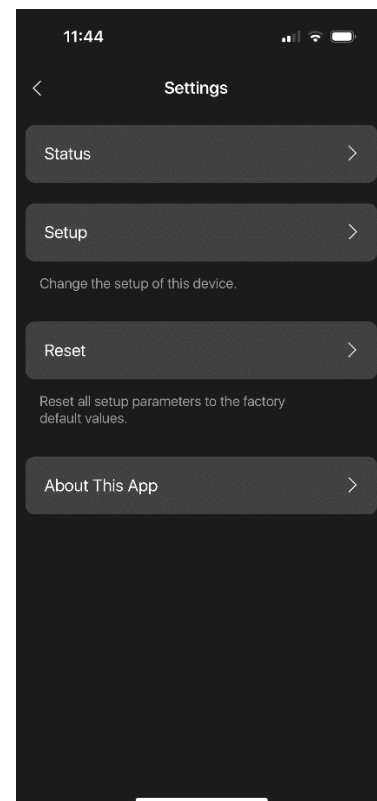 11:44
Settings
Status
Setup
Change the setup of this device.
Reset
Reset all setup parameters to the factory
default values.
About This App